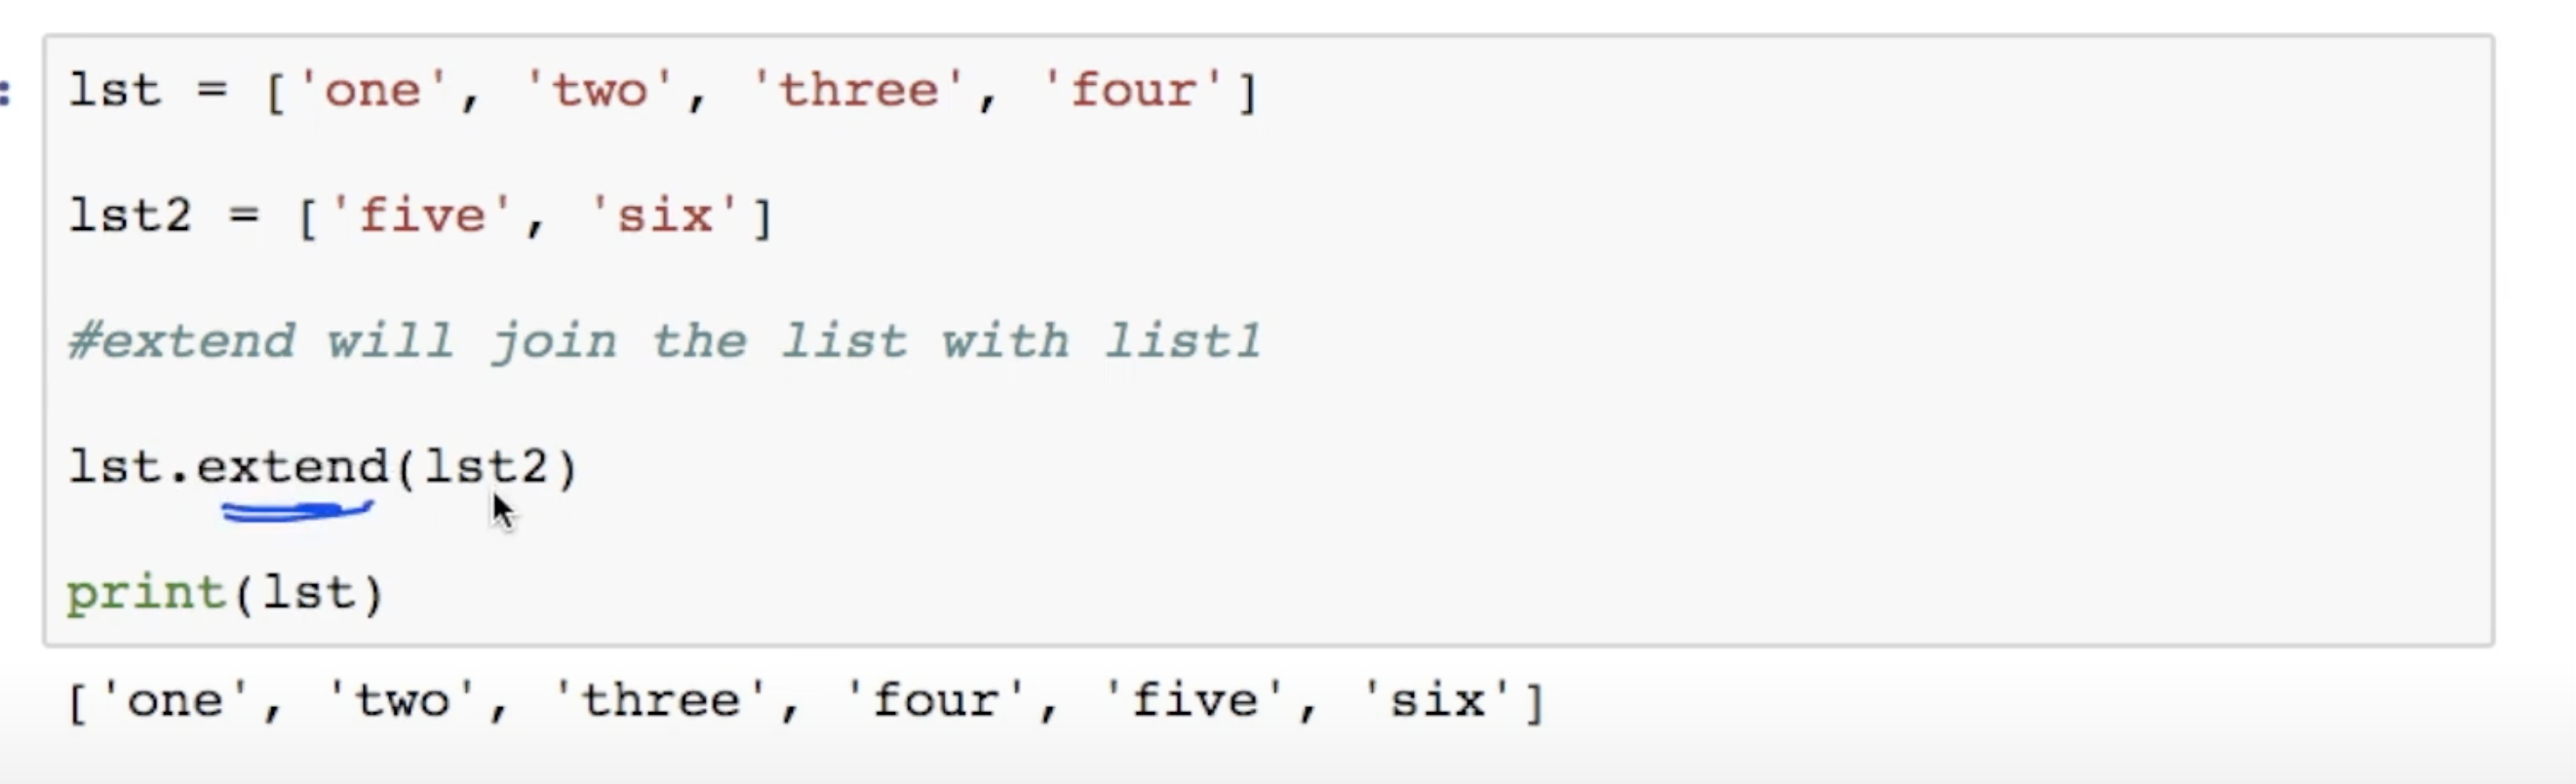 lst = ['one', 'two', 'three', 'four']
lst2 = ['five', 'six']
#extend will join the list with list1
lst.extend(lst2)
print(lst)
['one', 'two', 'three', 'four', 'five', 'six']